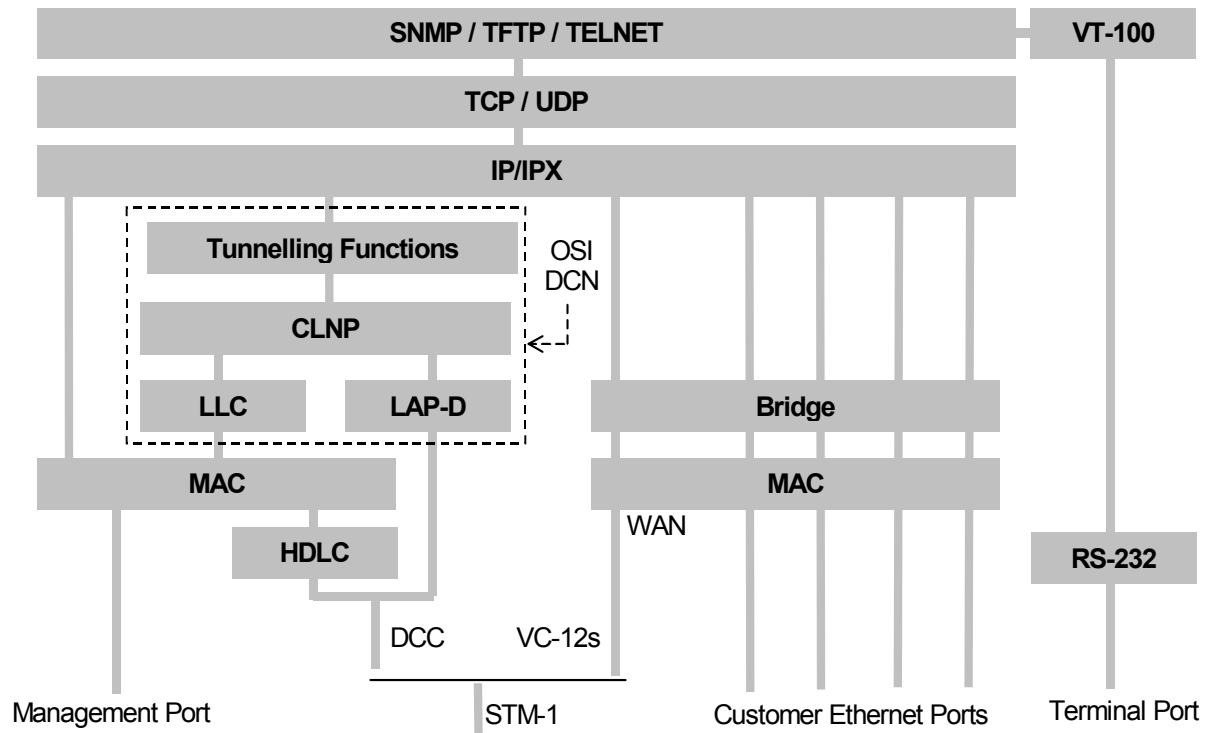 SNMP / TFTP / TELNET
VT-100
TCP / UDP
IP/IPX
Tunnelling Functions
OSI
DCN
CLNP
LLC
LAP-D
Bridge
MAC
MAC
WAN
HDLC
RS-232
DCC
VC-12s
Management Port
STM-1
Customer Ethernet Ports
Terminal Port